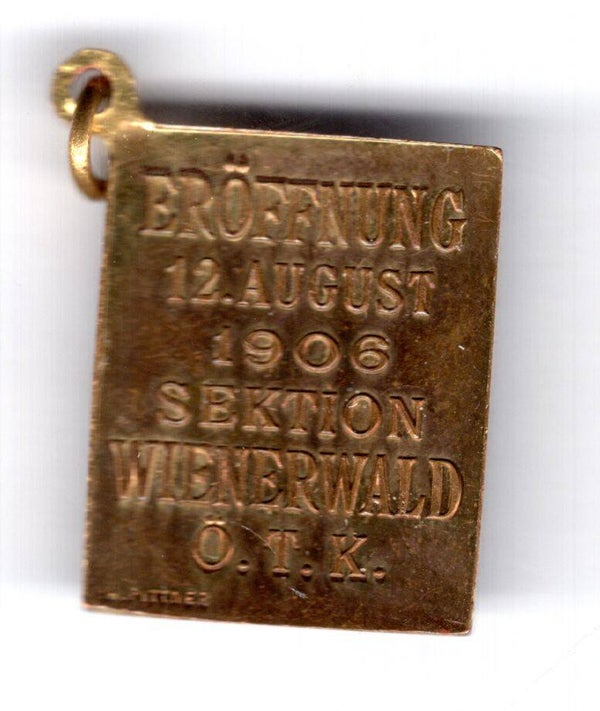 ERÖFFNUNG
12. AUGUST
1906
SEKTION
WIENERWALD
Ö. T. K.